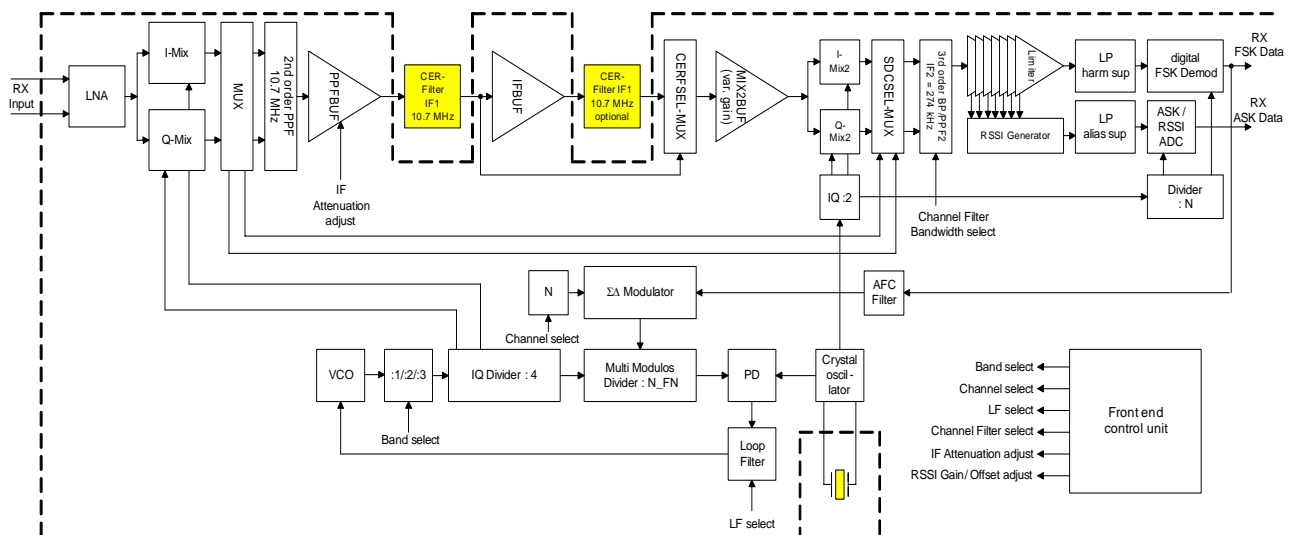 RX
Input
LNA
I-Mix
Q-Mix
MUX
2nd order PPF
10.7 MHz
PPFBUF
IF
Attenuation
adjust
CER-
Filter
IF1
10.7 MHz
IFBUF
CER-
Filter IF1
10.7 MHz
optional
CERFSEL-MUX
MIX2BUF
(var. gain)
I-
Mix2
Q-
Mix2
IQ :2
SDCSEL-MUX
3rd order BP/PPF2
IF2 = 274 kHz
Channel Filter
Bandwidth select
Limiter
RSSI Generator
LP
harm sup
LP
alias sup
digital
FSK Demod
ASK /
RSSI
ADC
Divider
: N
RX
FSK Data
RX
ASK Data
N
Channel select
ΣΔ Modulator
AFC
Filter
VCO
:1/:2/:3
Band select
IQ Divider : 4
Multi Modulos
Divider : N_FN
PD
Crystal
oscil-
lator
Loop
Filter
LF select
Band select
Channel select
LF select
Channel Filter select
IF Attenuation adjust
RSSI Gain/ Offset adjust
Front end
control unit